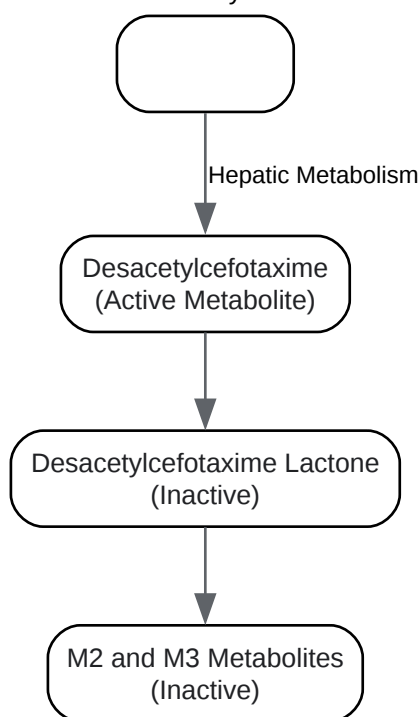 Hepatic Metabolism
Desacetylcefotaxime
(Active Metabolite)
Desacetylcefotaxime Lactone
(Inactive)
M2 and M3 Metabolites
(Inactive)